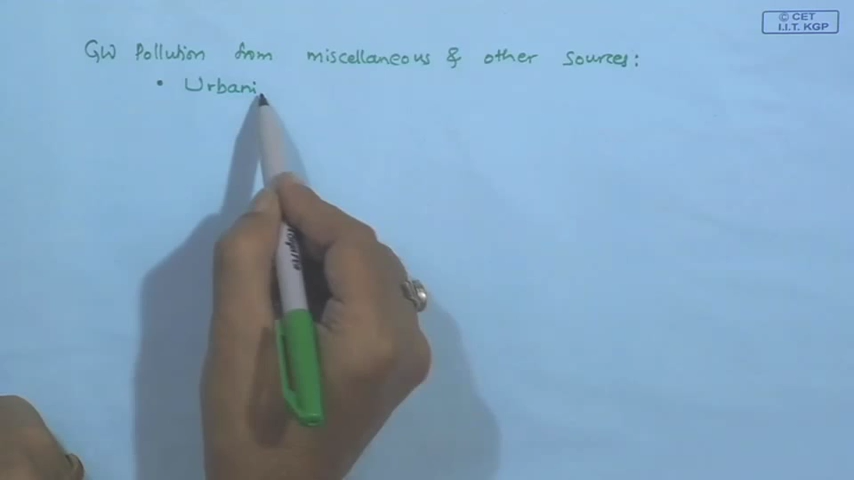 © CET
I.I.T. KGP
GW Pollution from miscellaneous & other sources:
• Urbani